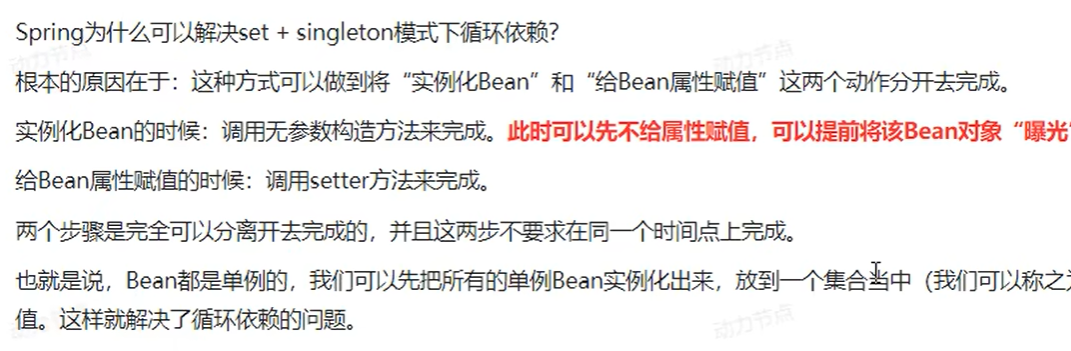 Spring为什么可以解决set + singleton模式下循环依赖？
根本的原因在于：这种方式可以做到将“实例化Bean”和“给Bean属性赋值”这两个动作分开去完成。
实例化Bean的时候：调用无参数构造方法来完成。此时可以先不给属性赋值，可以提前将该Bean对象“曝光”
给Bean属性赋值的时候：调用setter方法来完成。
两个步骤是完全可以分离开去完成的，并且这两步不要求在同一个时间点上完成。
也就是说，Bean都是单例的，我们可以先把所有的单例Bean实例化出来，放到一个集合当中（我们可以称之为
值。这样就解决了循环依赖的问题。
动力节点
动力节点
动力节点